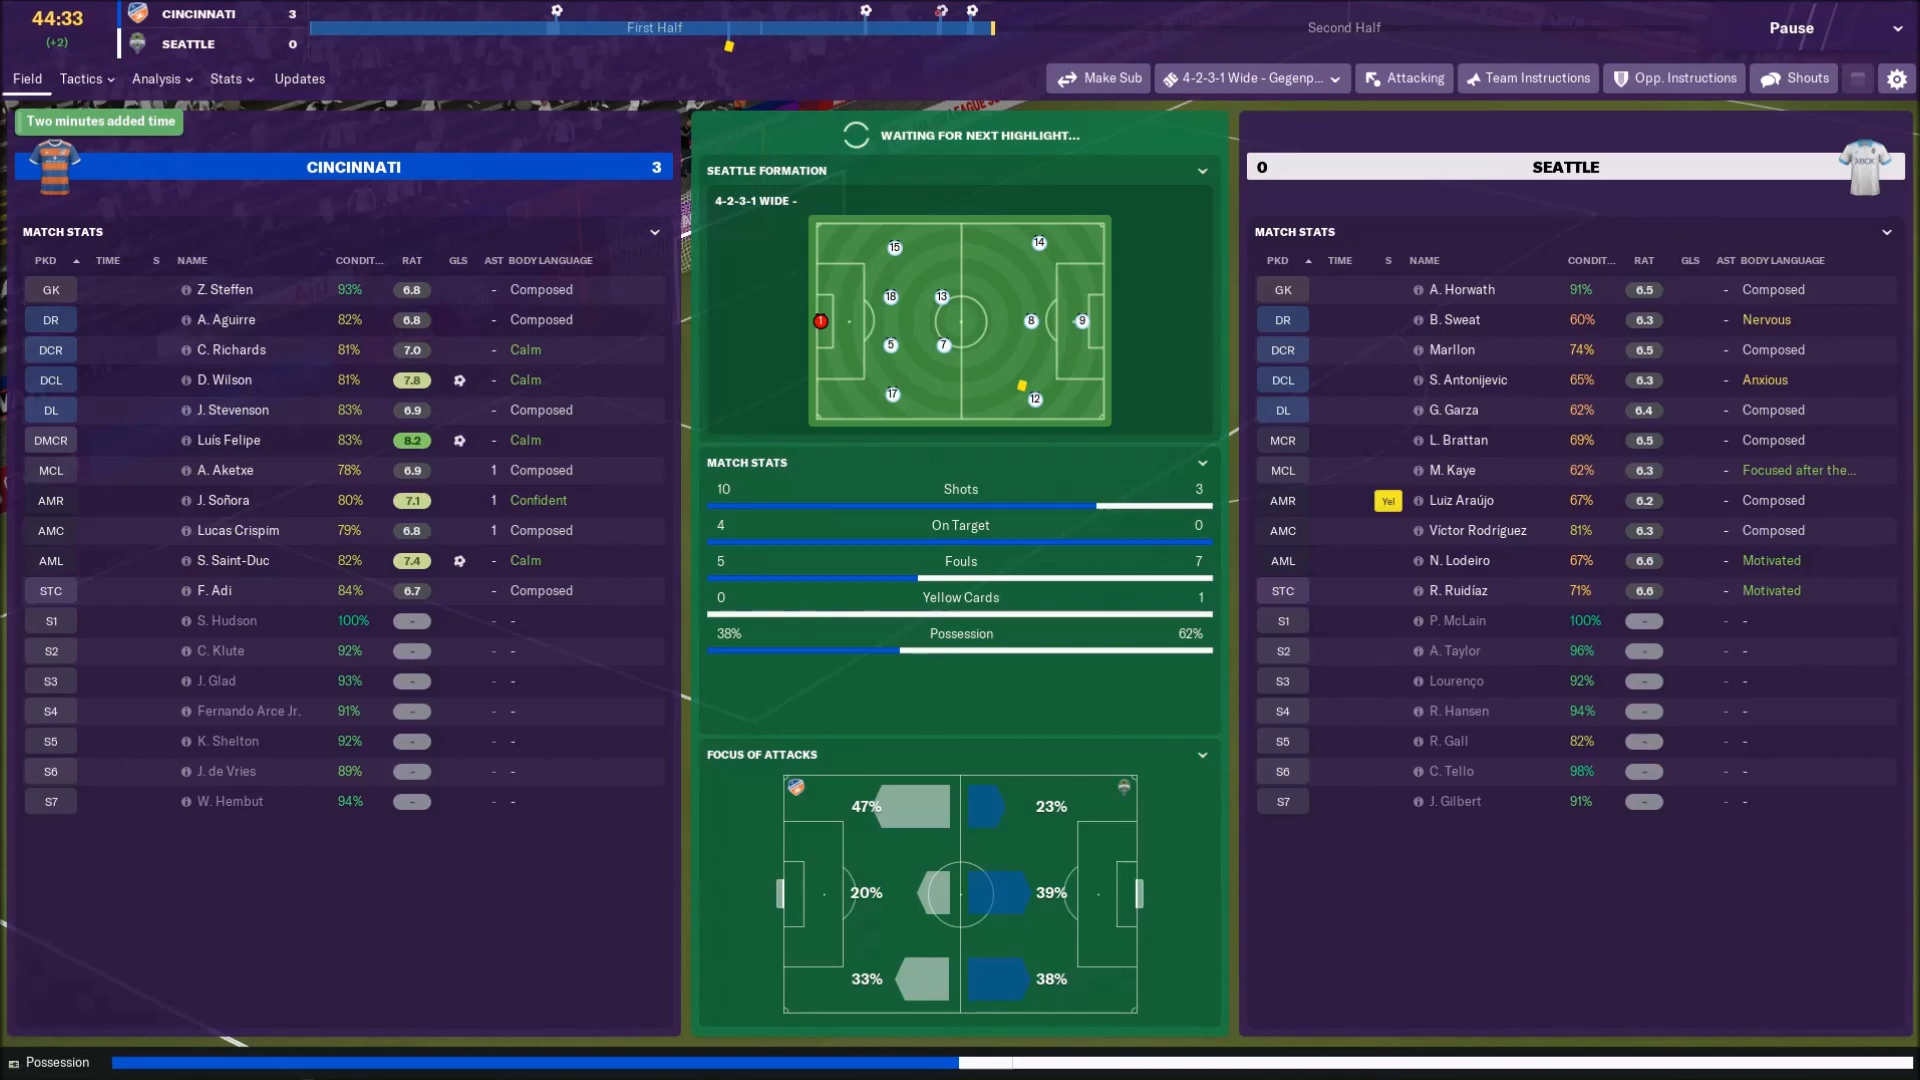 44:33
(+2)
CINCINNATI 3
SEATTLE 0
First Half
Second Half
Pause
Field Tactics Analysis Stats Updates
Make Sub
4-2-3-1 Wide - Gegenp...
Attacking
Team Instructions
Opp. Instructions
Shouts
Two minutes added time
CINCINNATI 3
MATCH STATS
PKD TIME S NAME CONDIT... RAT GLS AST BODY LANGUAGE
GK Z. Steffen 93% 6.8 - Composed
DR A. Aguirre 82% 6.8 - Composed
DCR C. Richards 81% 7.0 - Calm
DCL D. Wilson 81% 7.8 - Calm
DL J. Stevenson 83% 6.9 - Composed
DMCR Luís Felipe 83% 8.2 - Calm
MCL A. Aketxe 78% 6.9 1 Composed
AMR J. Soñora 80% 7.1 1 Confident
AMC Lucas Crispim 79% 6.8 1 Composed
AML S. Saint-Duc 82% 7.4 - Calm
STC F. Adi 84% 6.7 - Composed
S1 S. Hudson 100% - - -
S2 C. Klute 92% - - -
S3 J. Glad 93% - - -
S4 Fernando Arce Jr. 91% - - -
S5 K. Shelton 92% - - -
S6 J. de Vries 89% - - -
S7 W. Hembut 94% - - -
WAITING FOR NEXT HIGHLIGHT...
SEATTLE FORMATION
4-2-3-1 WIDE -
15
14
18
13
1
8
9
5
7
17
12
MATCH STATS
10 Shots 3
4 On Target 0
5 Fouls 7
0 Yellow Cards 1
38% Possession 62%
FOCUS OF ATTACKS
47% 23%
20% 39%
33% 38%
0 SEATTLE
XBOX
MATCH STATS
PKD TIME S NAME CONDIT... RAT GLS AST BODY LANGUAGE
GK A. Horwath 91% 6.5 - Composed
DR B. Sweat 60% 6.3 - Nervous
DCR Marllon 74% 6.5 - Composed
DCL S. Antonijevic 65% 6.3 - Anxious
DL G. Garza 62% 6.4 - Composed
MCR L. Brattan 69% 6.5 - Composed
MCL M. Kaye 62% 6.3 - Focused after the...
AMR Yel Luiz Araújo 67% 6.2 - Composed
AMC Víctor Rodríguez 81% 6.3 - Composed
AML N. Lodeiro 67% 6.6 - Motivated
STC R. Ruidíaz 71% 6.6 - Motivated
S1 P. McLain 100% - - -
S2 A. Taylor 96% - - -
S3 Lourenço 92% - - -
S4 R. Hansen 94% - - -
S5 R. Gall 82% - - -
S6 C. Tello 98% - - -
S7 J. Gilbert 91% - - -
Possession